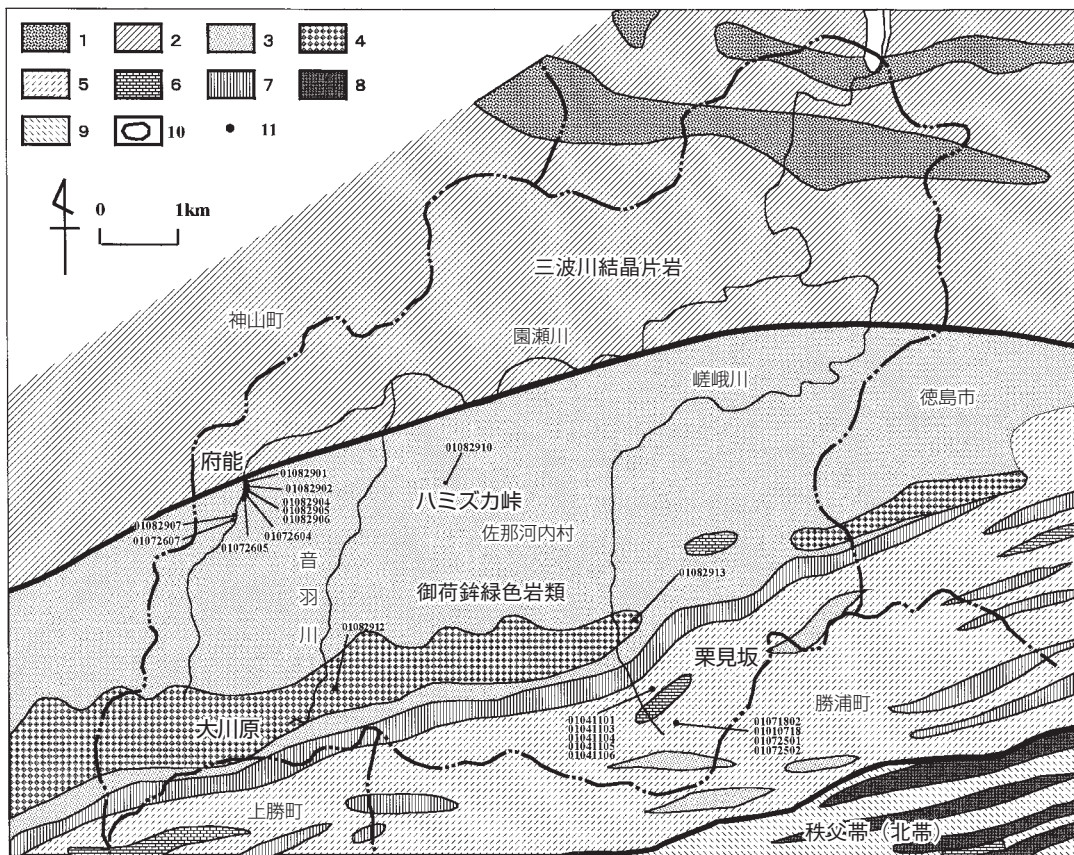 1 2 3 4
5 6 7 8
9 10 11
0 1km
三波川結晶片岩
神山町
園瀬川
嵯峨川
徳島市
府能
01082901
01082902
01082904
01082905
01082906
01072604
01072605
01082907
01072607
01082910
ハミズカ峠
佐那河内村
音羽川
御荷鉾緑色岩類
01082913
01082912
大川原
栗見坂
勝浦町
01041101
01041103
01041104
01041105
01041106
01071802
01010718
01072501
01072502
上勝町
秩父帯（北帯）